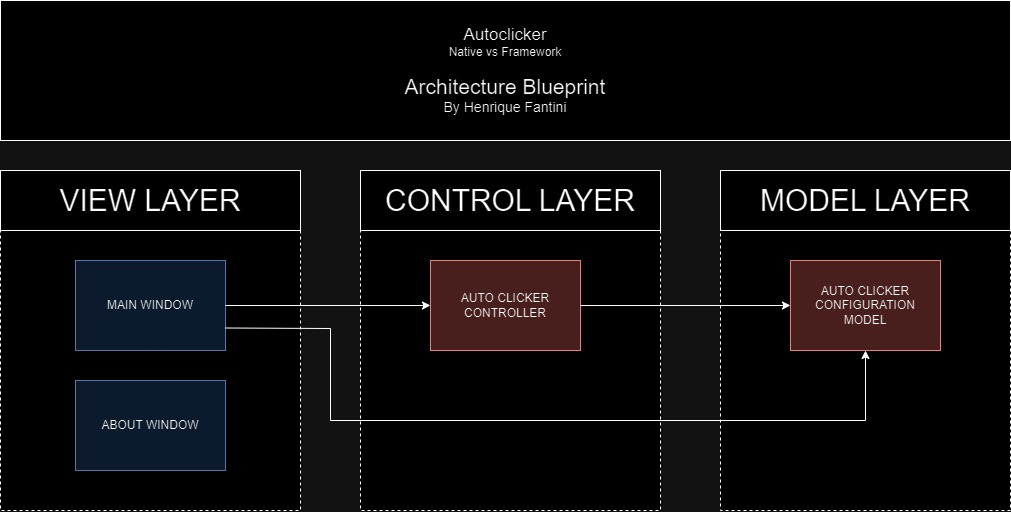 Autoclicker
Native vs Framework
Architecture Blueprint
By Henrique Fantini
VIEW LAYER
CONTROL LAYER
MODEL LAYER
MAIN WINDOW
AUTO CLICKER
CONTROLLER
AUTO CLICKER
CONFIGURATION
MODEL
ABOUT WINDOW